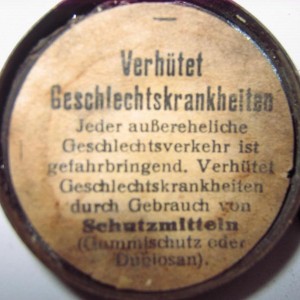 Verhütet
Geschlechtskrankheiten
Jeder außereheliche
Geschlechtsverkehr ist
gefahrbringend. Verhütet
Geschlechtskrankheiten
durch Gebrauch von
Schutzmitteln
(Gummischutz oder
Dublosan).